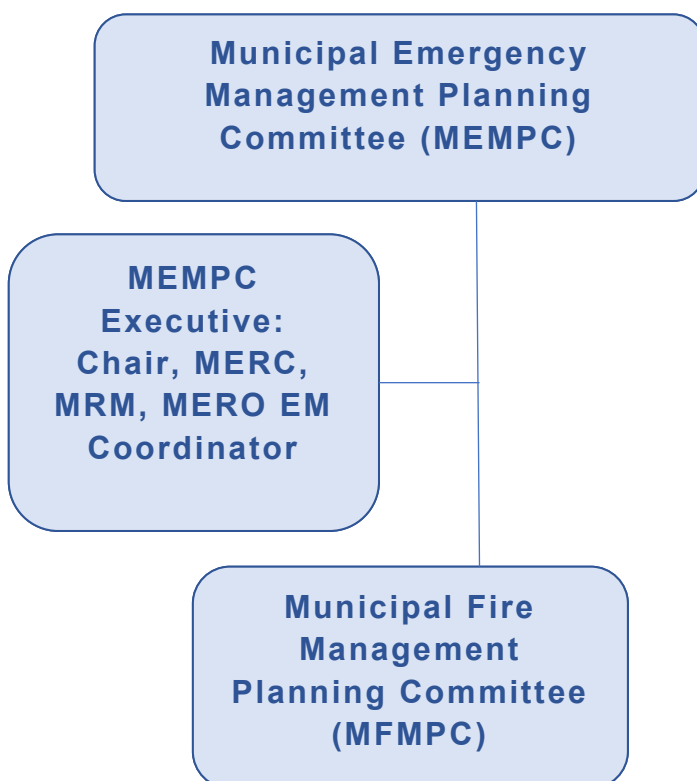 Municipal Emergency
Management Planning
Committee (MEMPC)
MEMPC
Executive:
Chair, MERC,
MRM, MERO EM
Coordinator
Municipal Fire
Management
Planning Committee
(MFMPC)